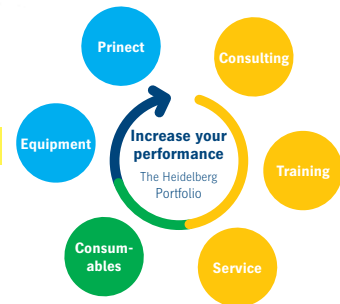 Prinect
Consulting
Equipment
Increase your
performance
The Heidelberg
Portfolio
Training
Consum-
ables
Service